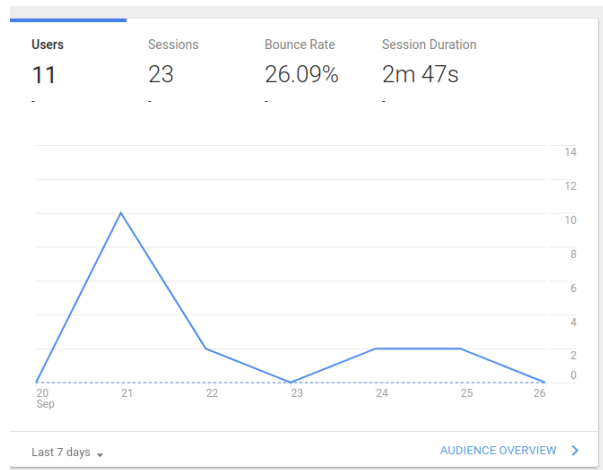 Users Sessions Bounce Rate Session Duration
11 23 26.09% 2m 47s
- - - -
14
12
10
8
6
4
2
0
20 21 22 23 24 25 26
Sep
Last 7 days AUDIENCE OVERVIEW